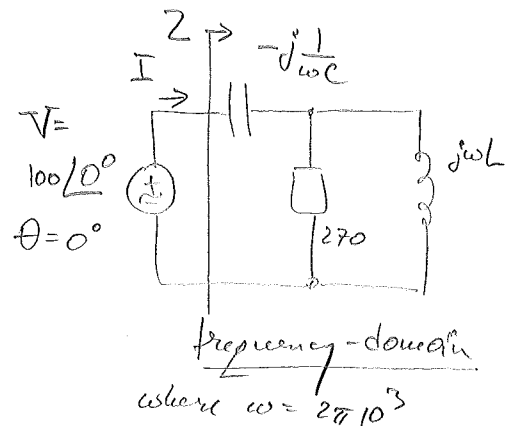 Z
-j 1/ωC
I
V=
100∠0°
θ=0°
+
-
270
jωL
frequency-domain
where ω= 2π10³